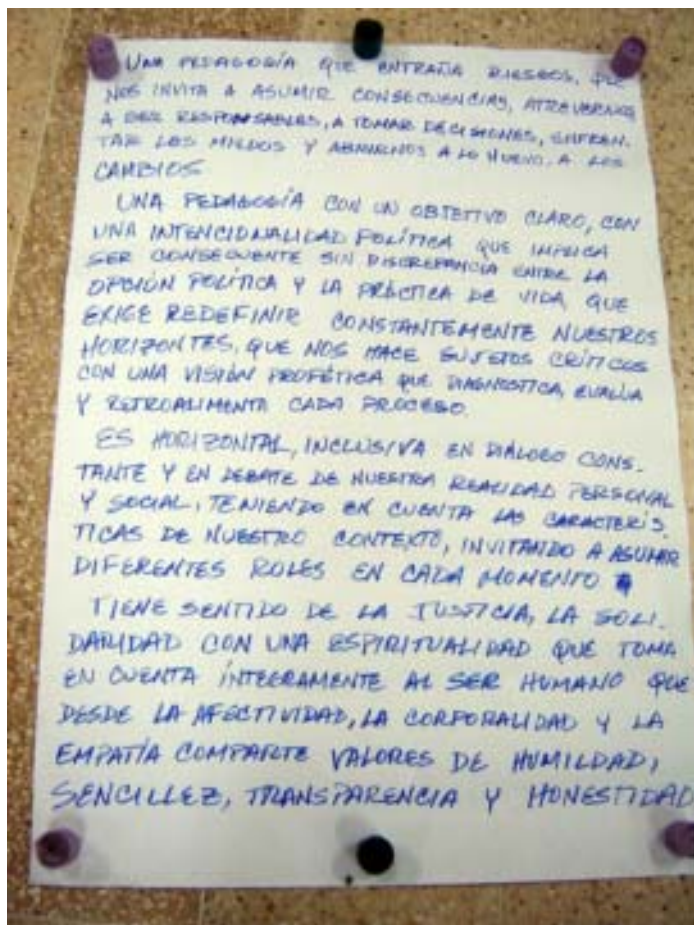 UNA PEDAGOGÍA QUE ENTRAÑA RIESGOS, QUE
NOS INVITA A ASUMIR CONSECUENCIAS, ATREVERNOS
A SER RESPONSABLES, A TOMAR DECISIONES, ENFREN-
TAR LOS MIEDOS Y ABRIRNOS A LO NUEVO, A LOS
CAMBIOS
UNA PEDAGOGÍA CON UN OBJETIVO CLARO, CON
UNA INTENCIONALIDAD POLÍTICA QUE IMPLICA
SER CONSECUENTE SIN DISCREPANCIA ENTRE LA
OPCIÓN POLÍTICA Y LA PRÁCTICA DE VIDA, QUE
EXIGE REDEFINIR CONSTANTEMENTE NUESTROS
HORIZONTES, QUE NOS HACE SUJETOS CRÍTICOS
CON UNA VISIÓN PROFÉTICA QUE DIAGNOSTICA, EVALÚA
Y RETROALIMENTA CADA PROCESO.
ES HORIZONTAL, INCLUSIVA EN DIÁLOGO CONS-
TANTE Y EN DEBATE DE NUESTRA REALIDAD PERSONAL
Y SOCIAL, TENIENDO EN CUENTA LAS CARACTERÍS-
TICAS DE NUESTRO CONTEXTO, INVITANDO A ASUMIR
DIFERENTES ROLES EN CADA MOMENTO
TIENE SENTIDO DE LA JUSTICIA, LA SOLI-
DARIDAD CON UNA ESPIRITUALIDAD QUE TOMA
EN CUENTA ÍNTEGRAMENTE AL SER HUMANO QUE
DESDE LA AFECTIVIDAD, LA CORPORALIDAD Y LA
EMPATÍA COMPARTE VALORES DE HUMILDAD,
SENCILLEZ, TRANSPARENCIA Y HONESTIDAD